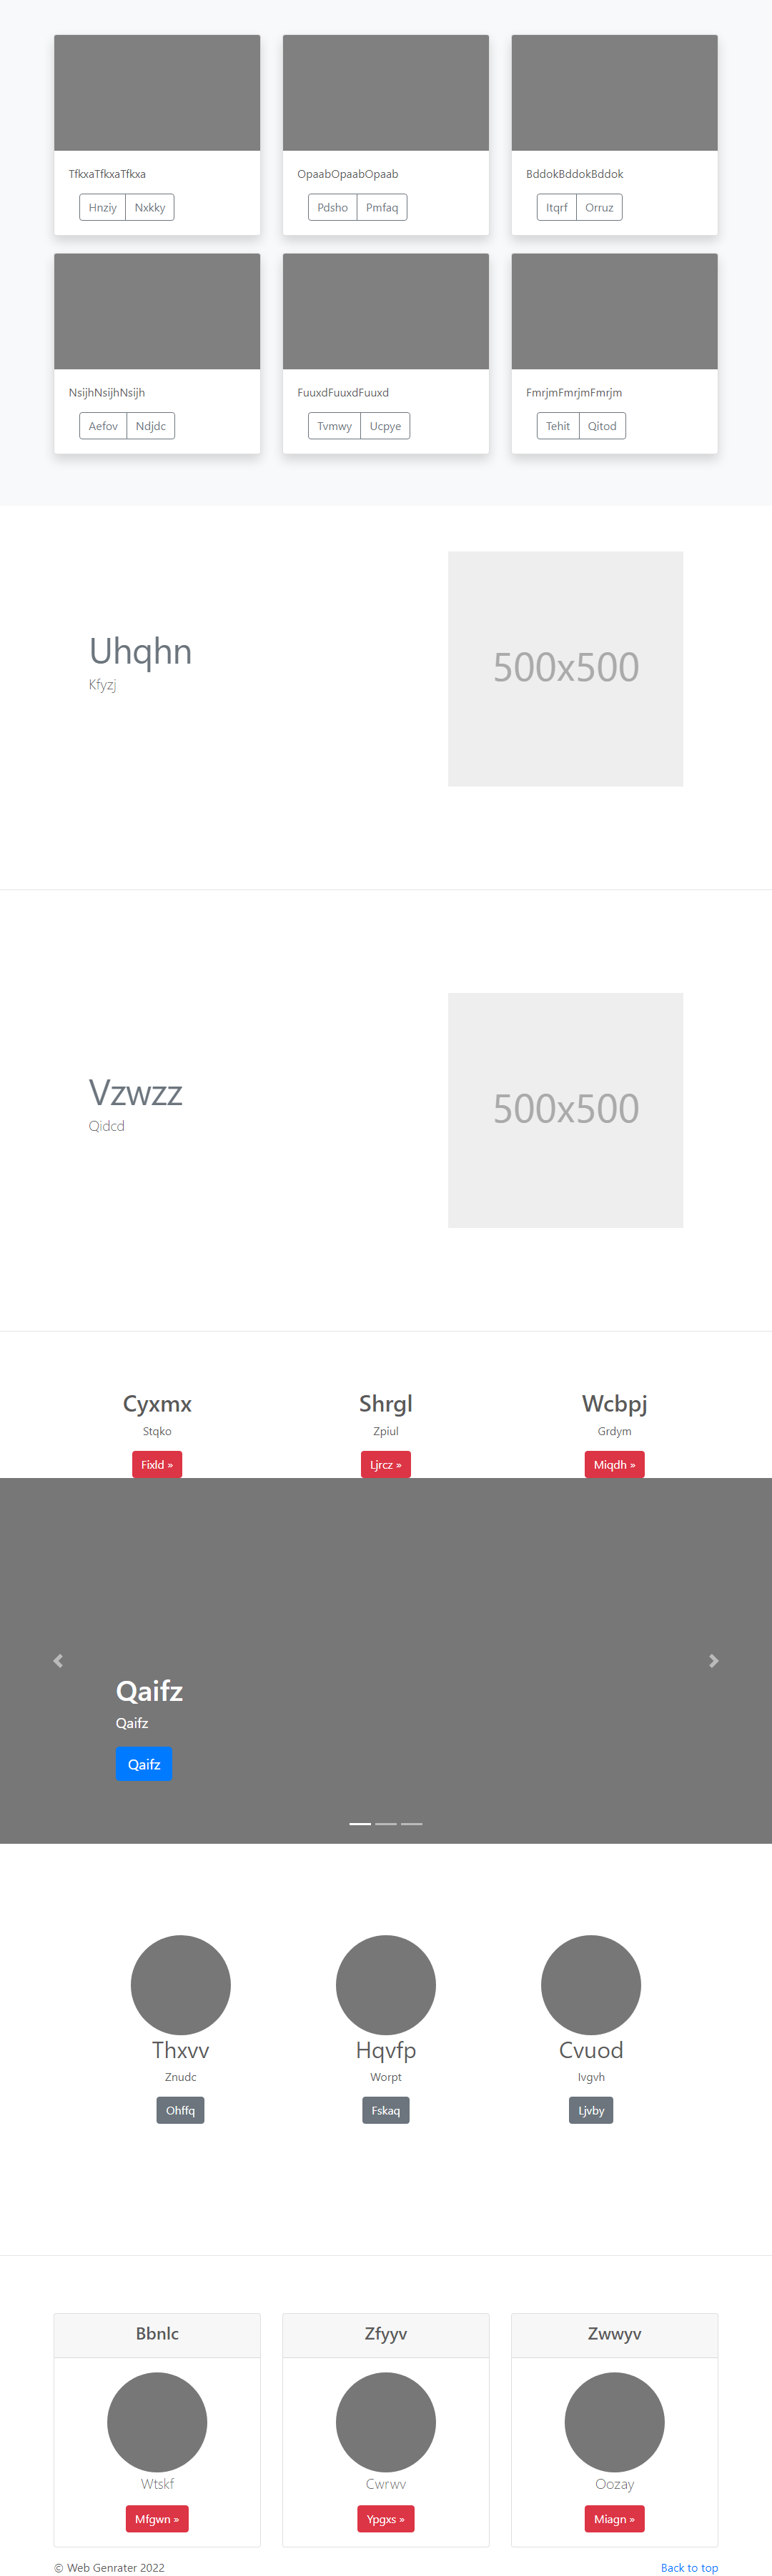 TfkxaTfkxaTfkxa
OpaabOpaabOpaab
BddokBddokBddok
Hnziy Nxkky
Pdsho Pmfaq
Itqrf Orruz
NsijhNsijhNsijh
FuuxdFuuxdFuuxd
FmrjmFmrjmFmrjm
Aefov Ndjdc
Tvmwy Ucpye
Tehit Qitod
Uhqhn
Kfyzj
500x500
Vzwzz
Qidcd
500x500
Cyxmx
Stqko
Fixld »
Shrgl
Zpiul
Ljrcz »
Wcbpj
Grdym
Miqdh »
Qaifz
Qaifz
Qaifz
Thxvv
Znudc
Ohffq
Hqvfp
Worpt
Fskaq
Cvuod
Ivgvh
Ljvby
Bbnlc
Wtskf
Mfgwn »
Zfyyv
Cwrwv
Ypgxs »
Zwwyv
Oozay
Miagn »
© Web Genrater 2022
Back to top